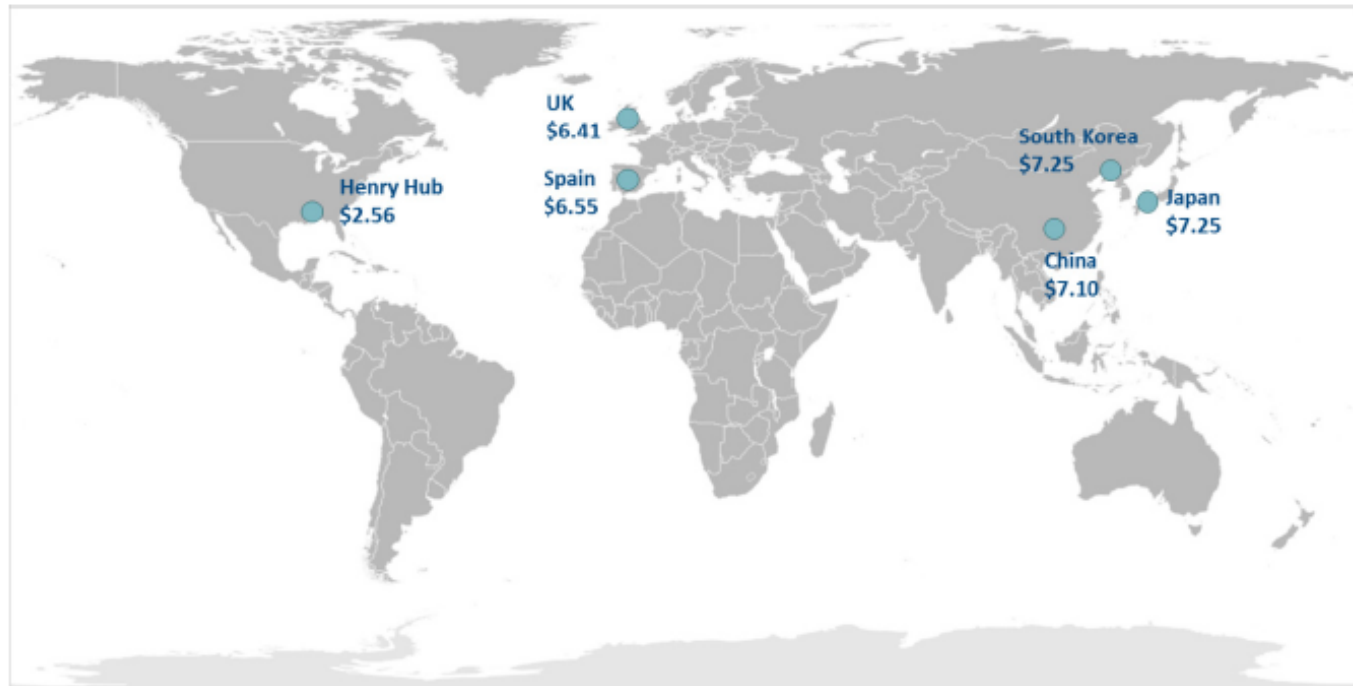 UK
$6.41
South Korea
$7.25
Henry Hub
$2.56
Spain
$6.55
Japan
$7.25
China
$7.10